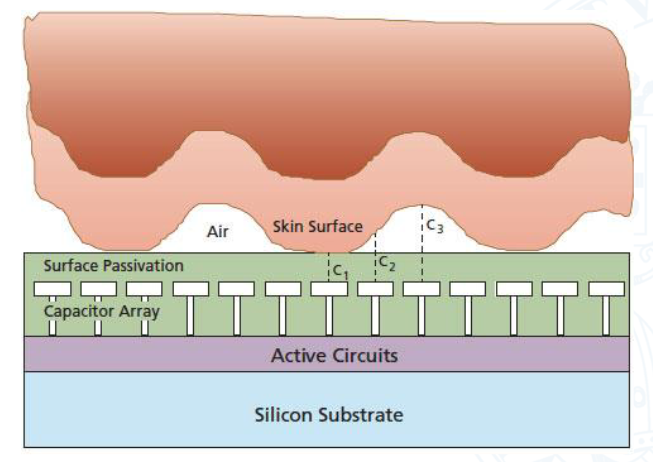 Air
Skin Surface
C3
Surface Passivation
C1
C2
Capacitor Array
Active Circuits
Silicon Substrate